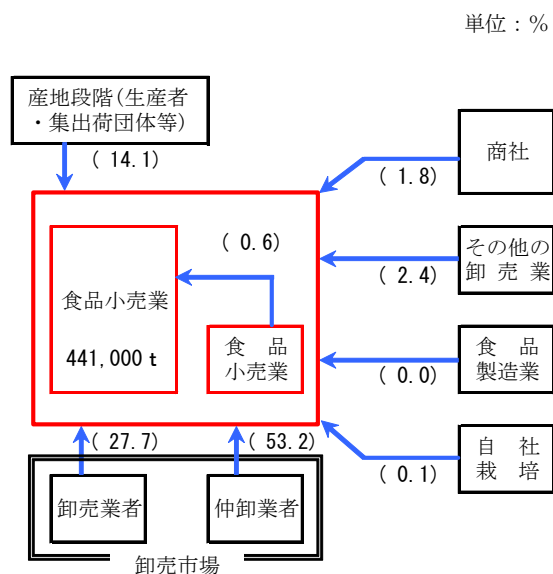 単位：%
産地段階(生産者
・集出荷団体等)
( 14.1)
商社
( 1.8)
( 0.6)
その他の
卸売業
( 2.4)
食品小売業
441,000 t
食品
小売業
食品
製造業
( 0.0)
自社
栽培
( 0.1)
( 27.7)
( 53.2)
卸売業者
仲卸業者
卸売市場